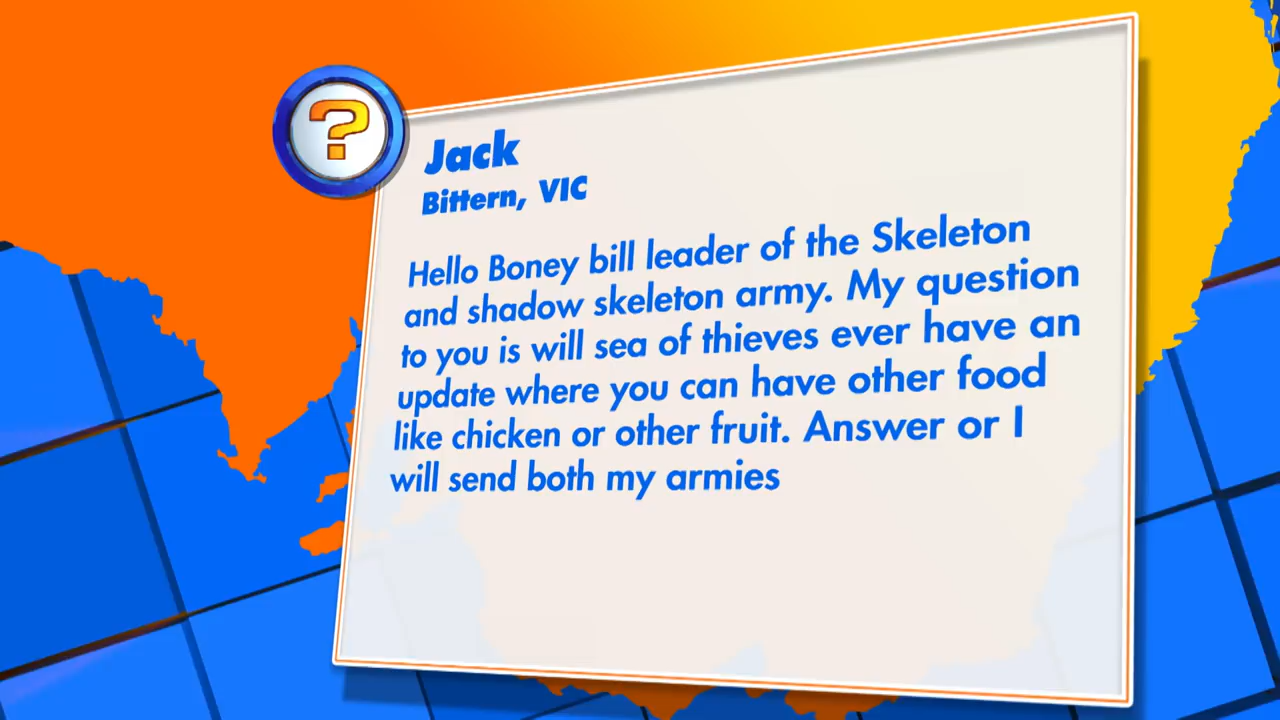 ?
Jack
Bittern, VIC
Hello Boney bill leader of the Skeleton
and shadow skeleton army. My question
to you is will sea of thieves ever have an
update where you can have other food
like chicken or other fruit. Answer or I
will send both my armies